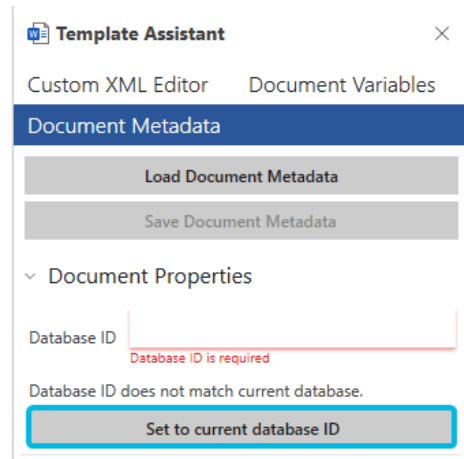 Template Assistant
Custom XML Editor Document Variables
Document Metadata
Load Document Metadata
Save Document Metadata
Document Properties
Database ID
Database ID is required
Database ID does not match current database.
Set to current database ID